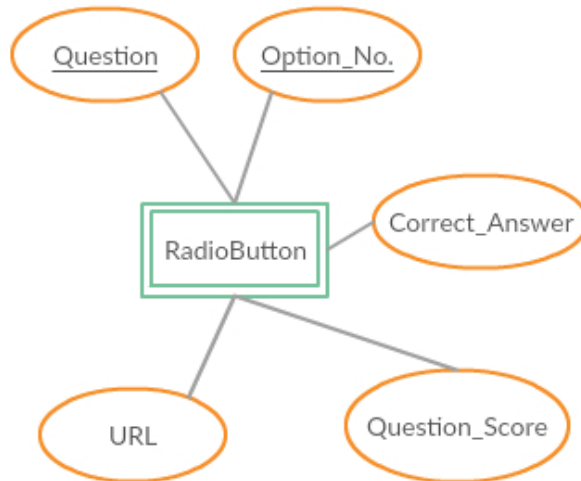 Question
Option_No.
Correct_Answer
RadioButton
URL
Question_Score